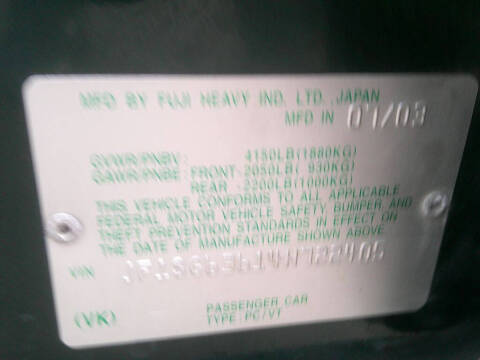 MFD BY FUJI HEAVY IND. LTD., JAPAN
MFD IN 07/03
GVWR/PNBV: 4150LB(1880KG)
GAWR/PNBE: FRONT-2050LB( 930KG)
REAR -2200LB(1000KG)
THIS VEHICLE CONFORMS TO ALL APPLICABLE
FEDERAL MOTOR VEHICLE SAFETY, BUMPER AND
THEFT PREVENTION STANDARDS IN EFFECT ON
THE DATE OF MANUFACTURE SHOWN ABOVE
VIN
PASSENGER CAR
(VK) TYPE:PC/VT